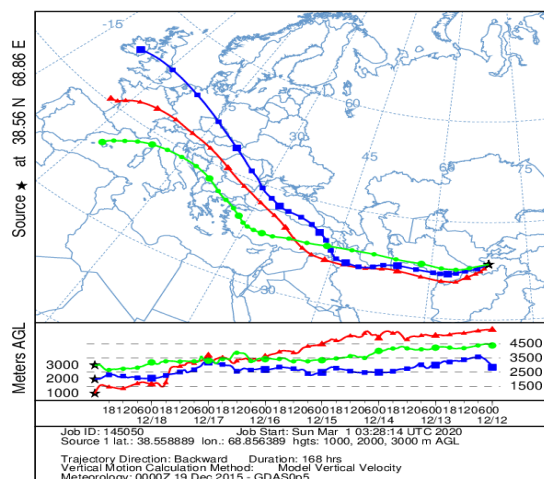 -15
60
45
30
15
75
60
45
30
Source ★ at 38.56 N 68.86 E
Meters AGL
3000
2000
1000
4500
3500
2500
1500
18 12 06 00 18 12 06 00 18 12 06 00 18 12 06 00 18 12 06 00 18 12 06 00 18 12 06 00
12/18 12/17 12/16 12/15 12/14 12/13 12/12
Job ID: 145050 Job Start: Sun Mar 1 03:28:14 UTC 2020
Source 1 lat.: 38.558889 lon.: 68.856389 hgts: 1000, 2000, 3000 m AGL
Trajectory Direction: Backward Duration: 168 hrs
Vertical Motion Calculation Method: Model Vertical Velocity
Meteorology: 0000Z 19 Dec 2015 - GDAS0p5